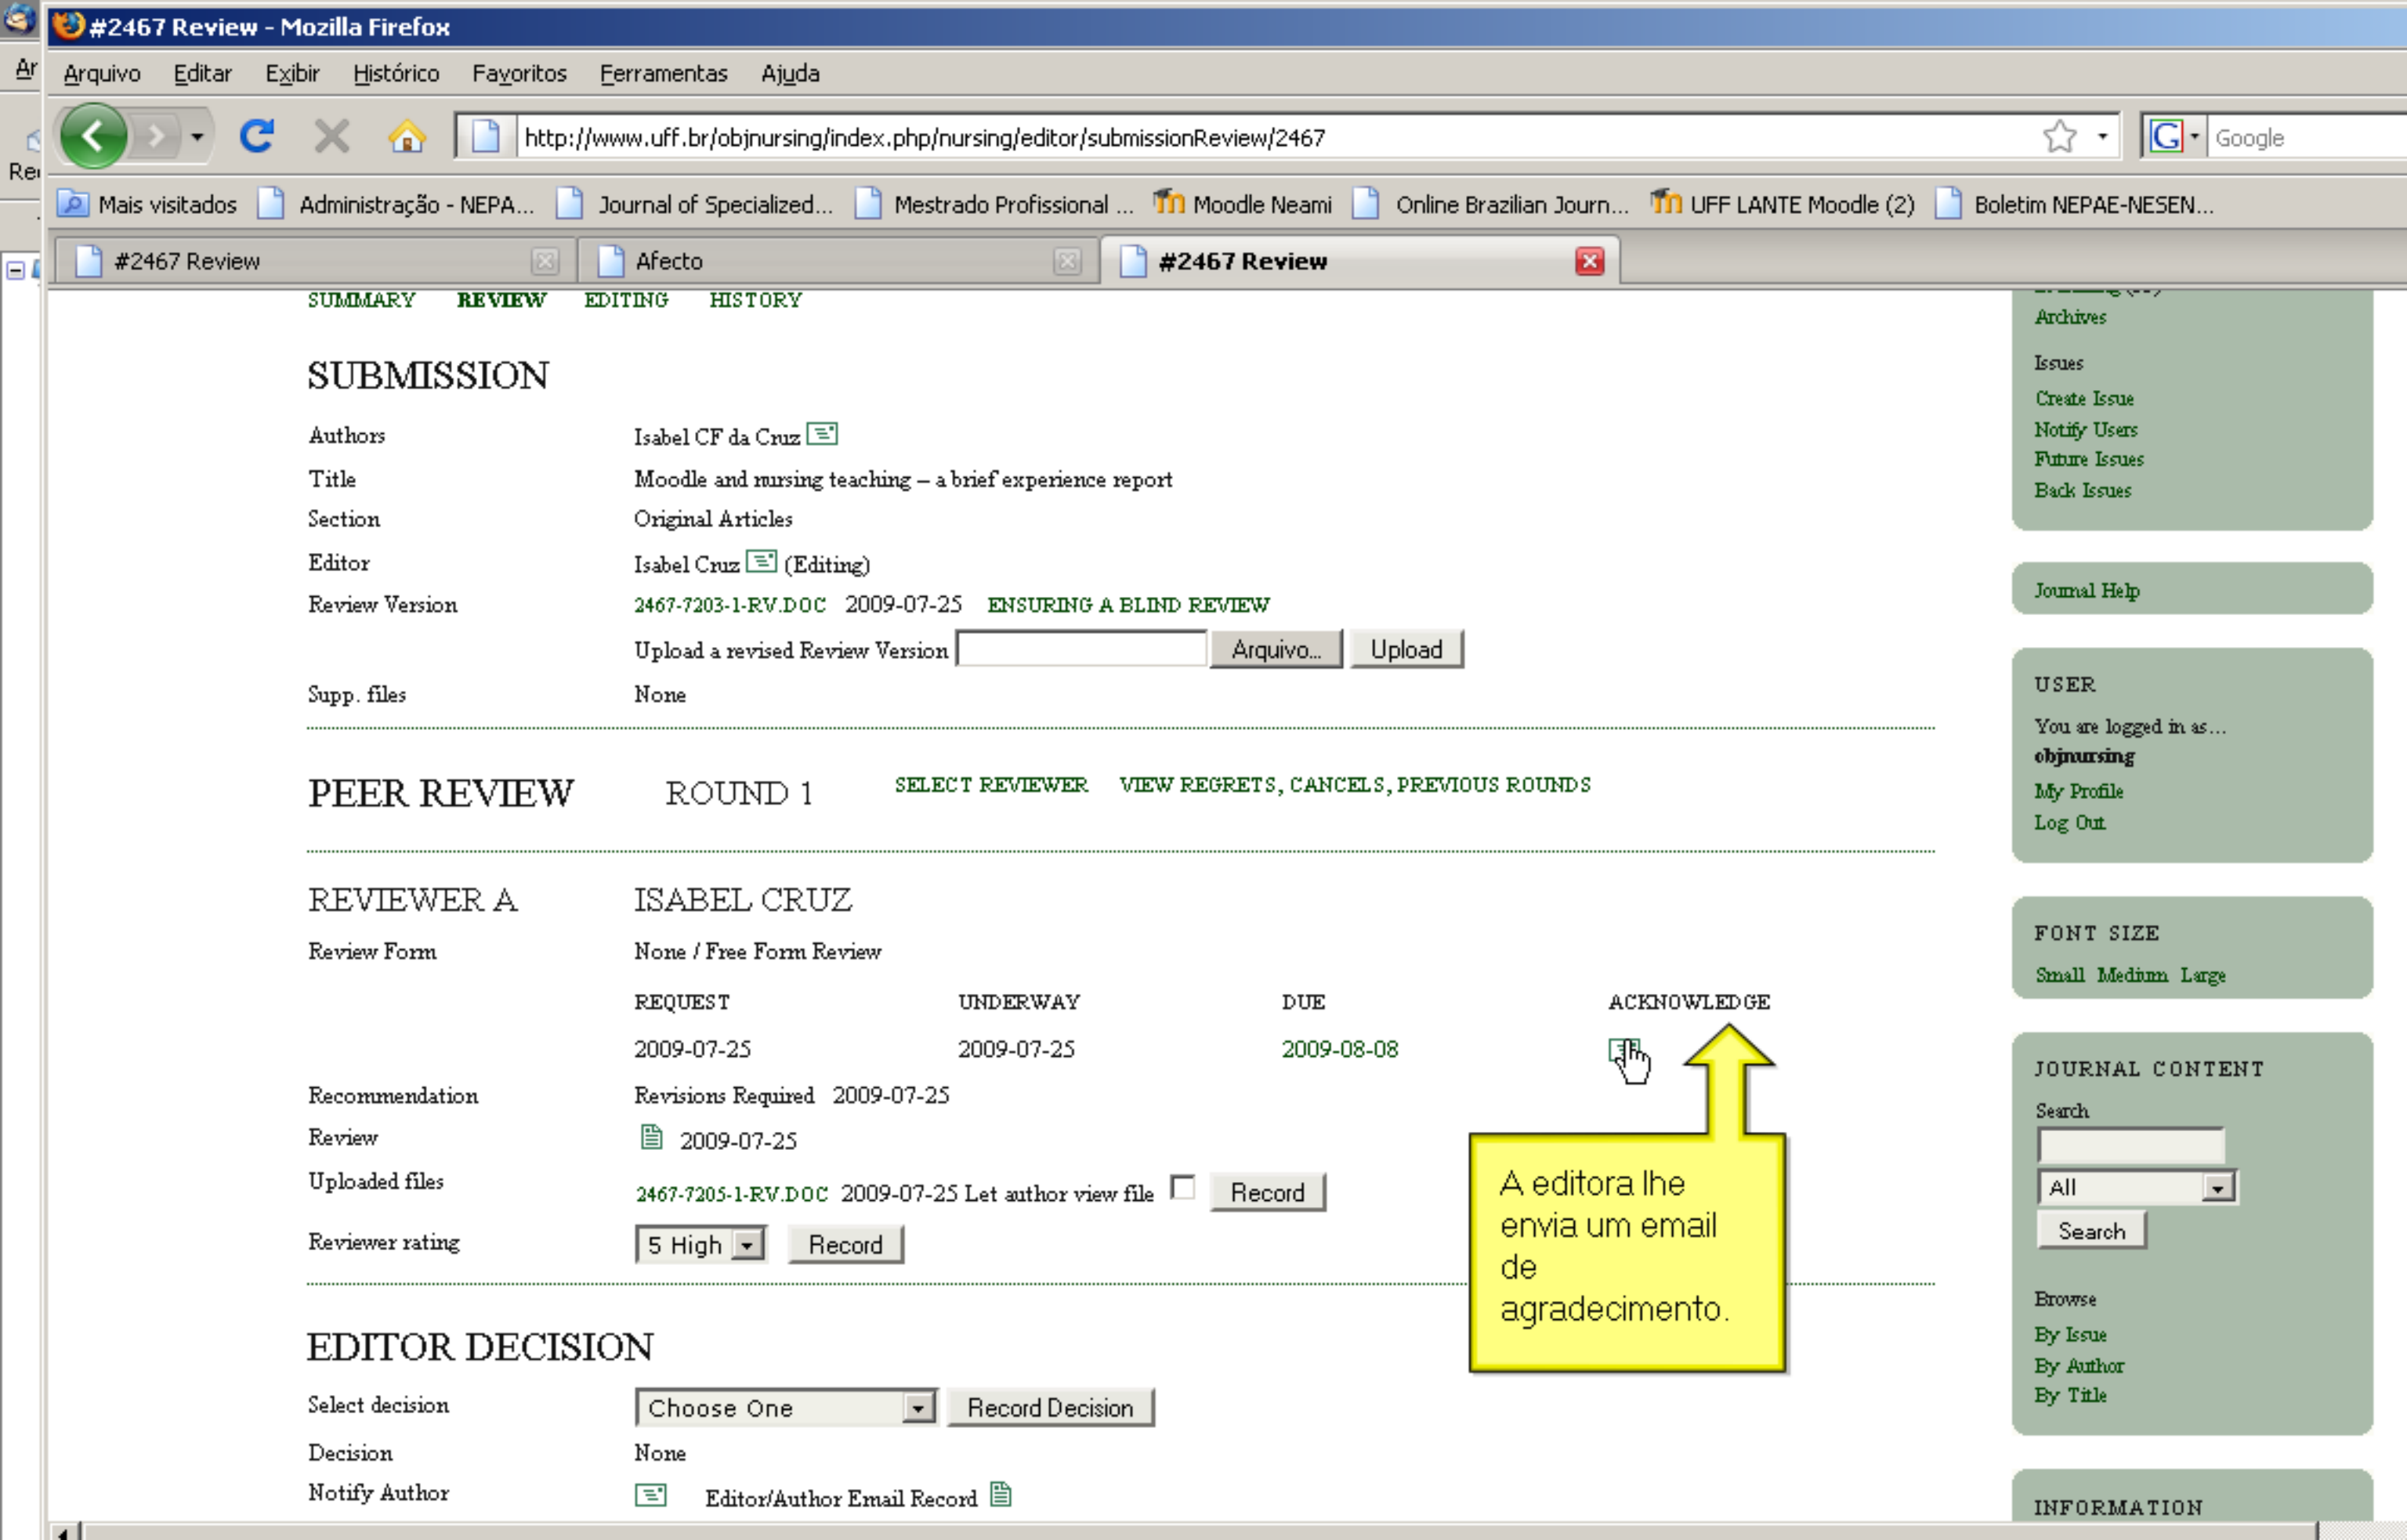 #2467 Review - Mozilla Firefox
Ar
Arquivo Editar Exibir Histórico Favoritos Ferramentas Ajuda
http://www.uff.br/objnursing/index.php/nursing/editor/submissionReview/2467
Google
Mais visitados Administração - NEPA... Journal of Specialized... Mestrado Profissional ... Moodle Neami Online Brazilian Journ... UFF LANTE Moodle (2) Boletim NEPAE-NESEN...
#2467 Review Afecto #2467 Review
SUMMARY REVIEW EDITING HISTORY
SUBMISSION
Authors Isabel CF da Cruz
Title Moodle and nursing teaching – a brief experience report
Section Original Articles
Editor Isabel Cruz (Editing)
Review Version 2467-7203-1-RV.DOC 2009-07-25 ENSURING A BLIND REVIEW
Upload a revised Review Version Arquivo... Upload
Supp. files None
PEER REVIEW ROUND 1 SELECT REVIEWER VIEW REGRETS, CANCELS, PREVIOUS ROUNDS
REVIEWER A ISABEL CRUZ
Review Form None / Free Form Review
REQUEST UNDERWAY DUE ACKNOWLEDGE
2009-07-25 2009-07-25 2009-08-08
Recommendation Revisions Required 2009-07-25
Review 2009-07-25
Uploaded files 2467-7205-1-RV.DOC 2009-07-25 Let author view file Record
Reviewer rating 5 High Record
A editora lhe
envia um email
de
agradecimento.
EDITOR DECISION
Select decision Choose One Record Decision
Decision None
Notify Author Editor/Author Email Record
Archives
Issues
Create Issue
Notify Users
Future Issues
Back Issues
Journal Help
USER
You are logged in as...
objnursing
My Profile
Log Out
FONT SIZE
Small Medium Large
JOURNAL CONTENT
Search
All
Search
Browse
By Issue
By Author
By Title
INFORMATION